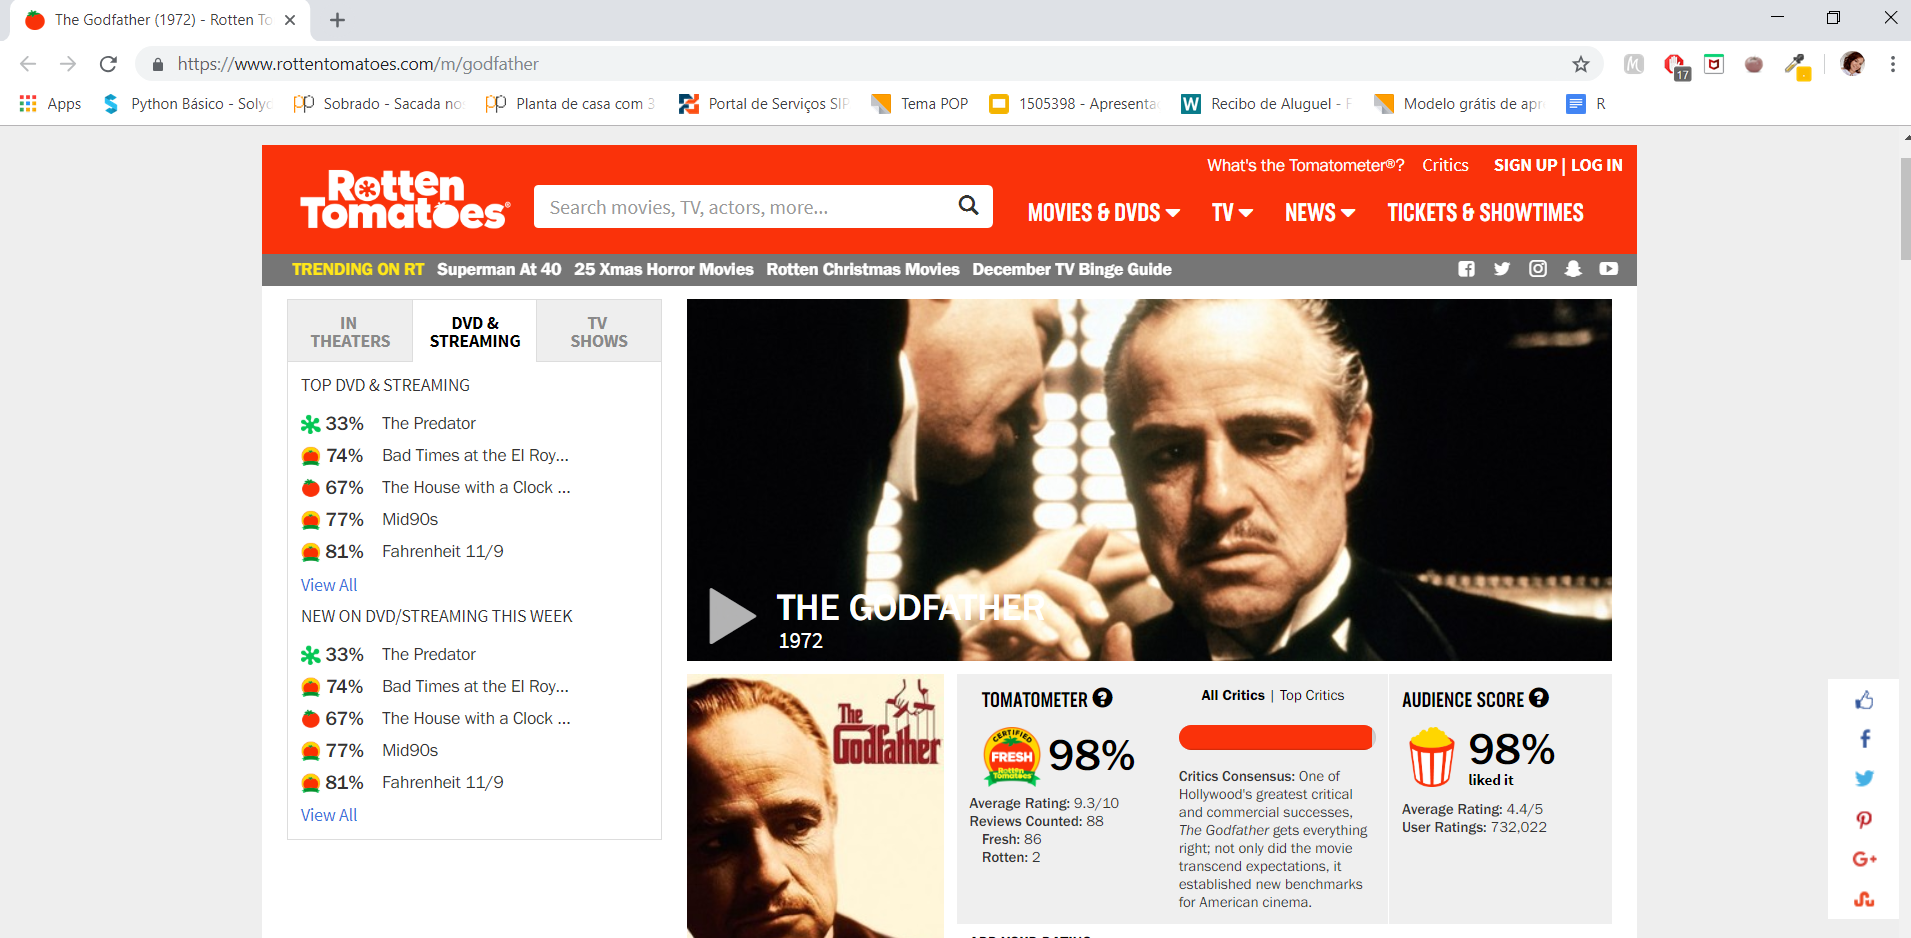 The Godfather (1972) - Rotten To
https://www.rottentomatoes.com/m/godfather
17
Apps
Python Básico - Solyd
Sobrado - Sacada no
Planta de casa com 3
Portal de Serviços SIP
Tema POP
1505398 - Apresenta
Recibo de Aluguel - F
Modelo grátis de apr
R
What's the Tomatometer®? Critics SIGN UP | LOG IN
Rotten
Tomatoes®
Search movies, TV, actors, more...
MOVIES & DVDS TV NEWS TICKETS & SHOWTIMES
TRENDING ON RT Superman At 40 25 Xmas Horror Movies Rotten Christmas Movies December TV Binge Guide
IN
THEATERS
DVD &
STREAMING
TV
SHOWS
TOP DVD & STREAMING
33% The Predator
74% Bad Times at the El Roy...
67% The House with a Clock ...
77% Mid90s
81% Fahrenheit 11/9
View All
NEW ON DVD/STREAMING THIS WEEK
33% The Predator
74% Bad Times at the El Roy...
67% The House with a Clock ...
77% Mid90s
81% Fahrenheit 11/9
View All
THE GODFATHER
1972
The
Godfather
TOMATOMETER ?
CERTIFIED
FRESH
Rotten
Tomatoes
98%
Average Rating: 9.3/10
Reviews Counted: 88
Fresh: 86
Rotten: 2
All Critics | Top Critics
Critics Consensus: One of
Hollywood's greatest critical
and commercial successes,
The Godfather gets everything
right; not only did the movie
transcend expectations, it
established new benchmarks
for American cinema.
AUDIENCE SCORE ?
98%
liked it
Average Rating: 4.4/5
User Ratings: 732,022
G+